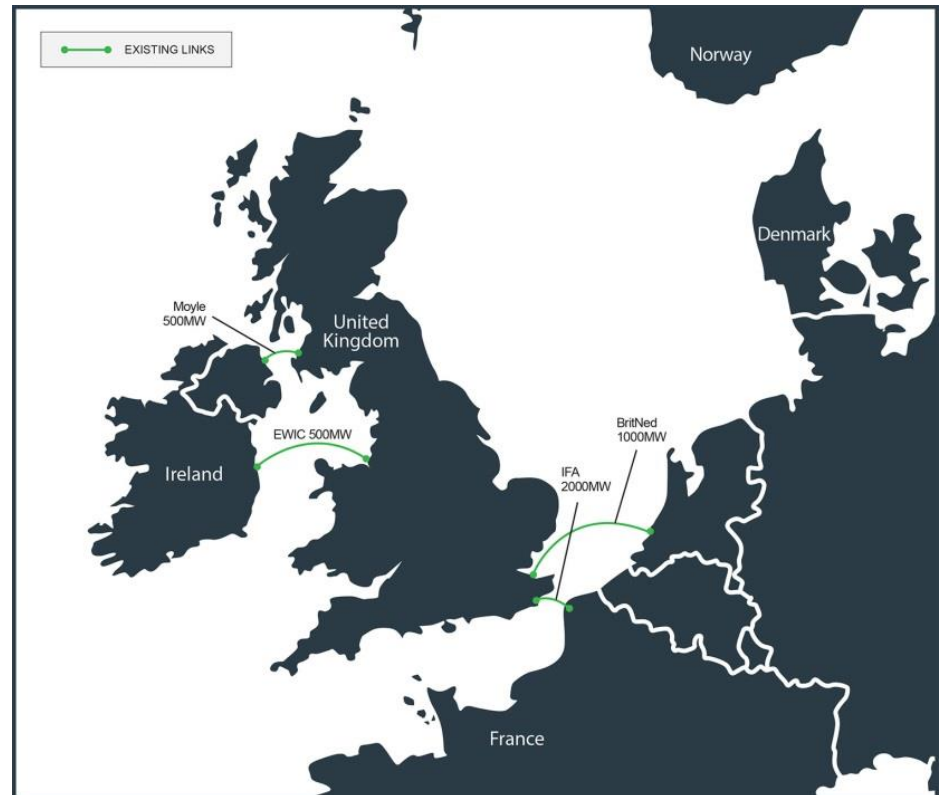 EXISTING LINKS
Norway
Denmark
Moyle
500MW
United
Kingdom
EWIC 500MW
BritNed
1000MW
IFA
2000MW
Ireland
France